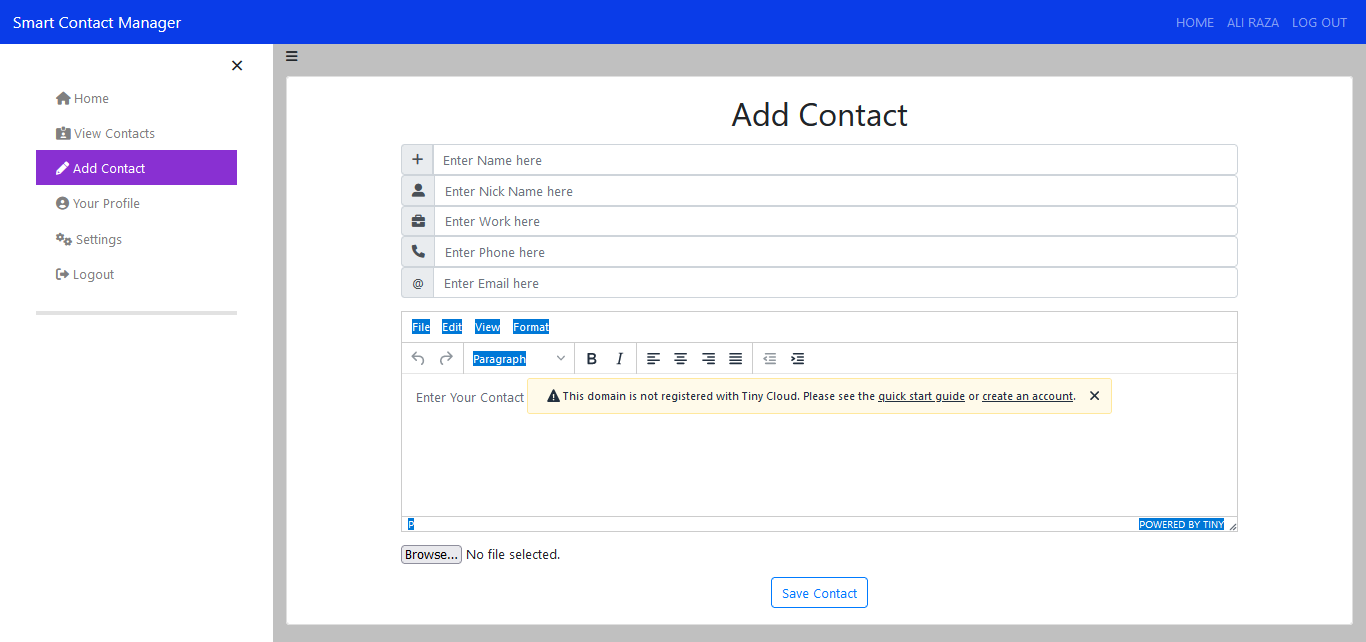 Smart Contact Manager
HOME ALI RAZA LOG OUT
Home
View Contacts
Add Contact
Your Profile
Settings
Logout
Add Contact
Enter Name here
Enter Nick Name here
Enter Work here
Enter Phone here
@ Enter Email here
File Edit View Format
Paragraph B I
Enter Your Contact
This domain is not registered with Tiny Cloud. Please see the quick start guide or create an account.
P POWERED BY TINY
Browse... No file selected.
Save Contact